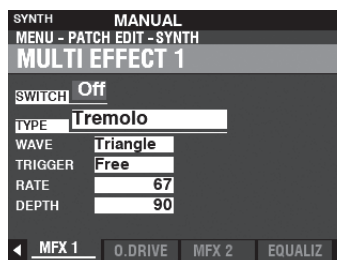 SYNTH MANUAL
MENU - PATCH EDIT - SYNTH
MULTI EFFECT 1
SWITCH Off
TYPE Tremolo
WAVE Triangle
TRIGGER Free
RATE 67
DEPTH 90
MFX 1 O.DRIVE MFX 2 EQUALIZ